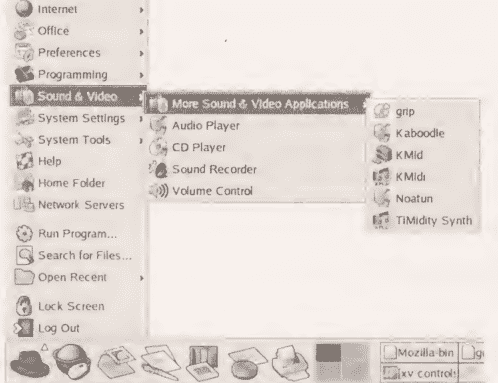 Internet
Office
Preferences
Programming
Sound & Video
System Settings
System Tools
Help
Home Folder
Network Servers
Run Program...
Search for Files...
Open Recent
Lock Screen
Log Out
More Sound & Video Applications
Audio Player
CD Player
Sound Recorder
Volume Control
grip
Kaboodle
KMid
KMidi
Noatun
TiMidity Synth
Mozilla-bin
xv control